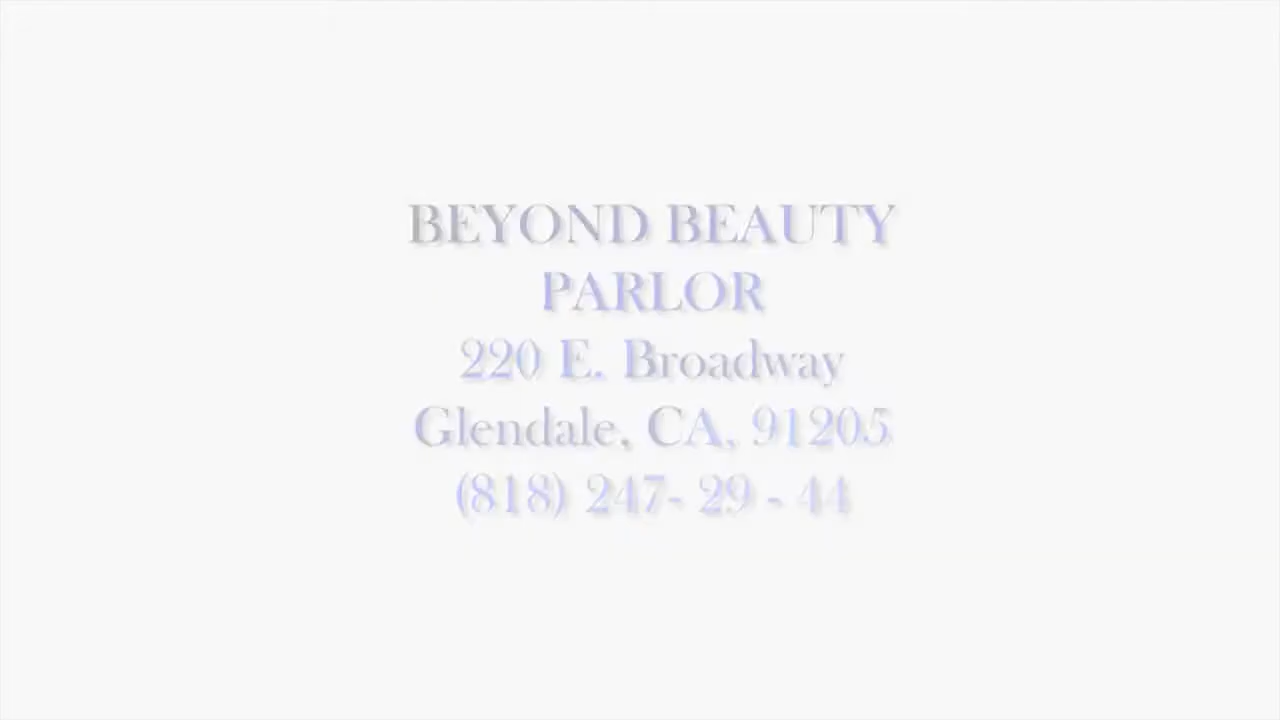 BEYOND BEAUTY
PARLOR
220 E. Broadway
Glendale, CA, 91205
(818) 247- 29 - 44